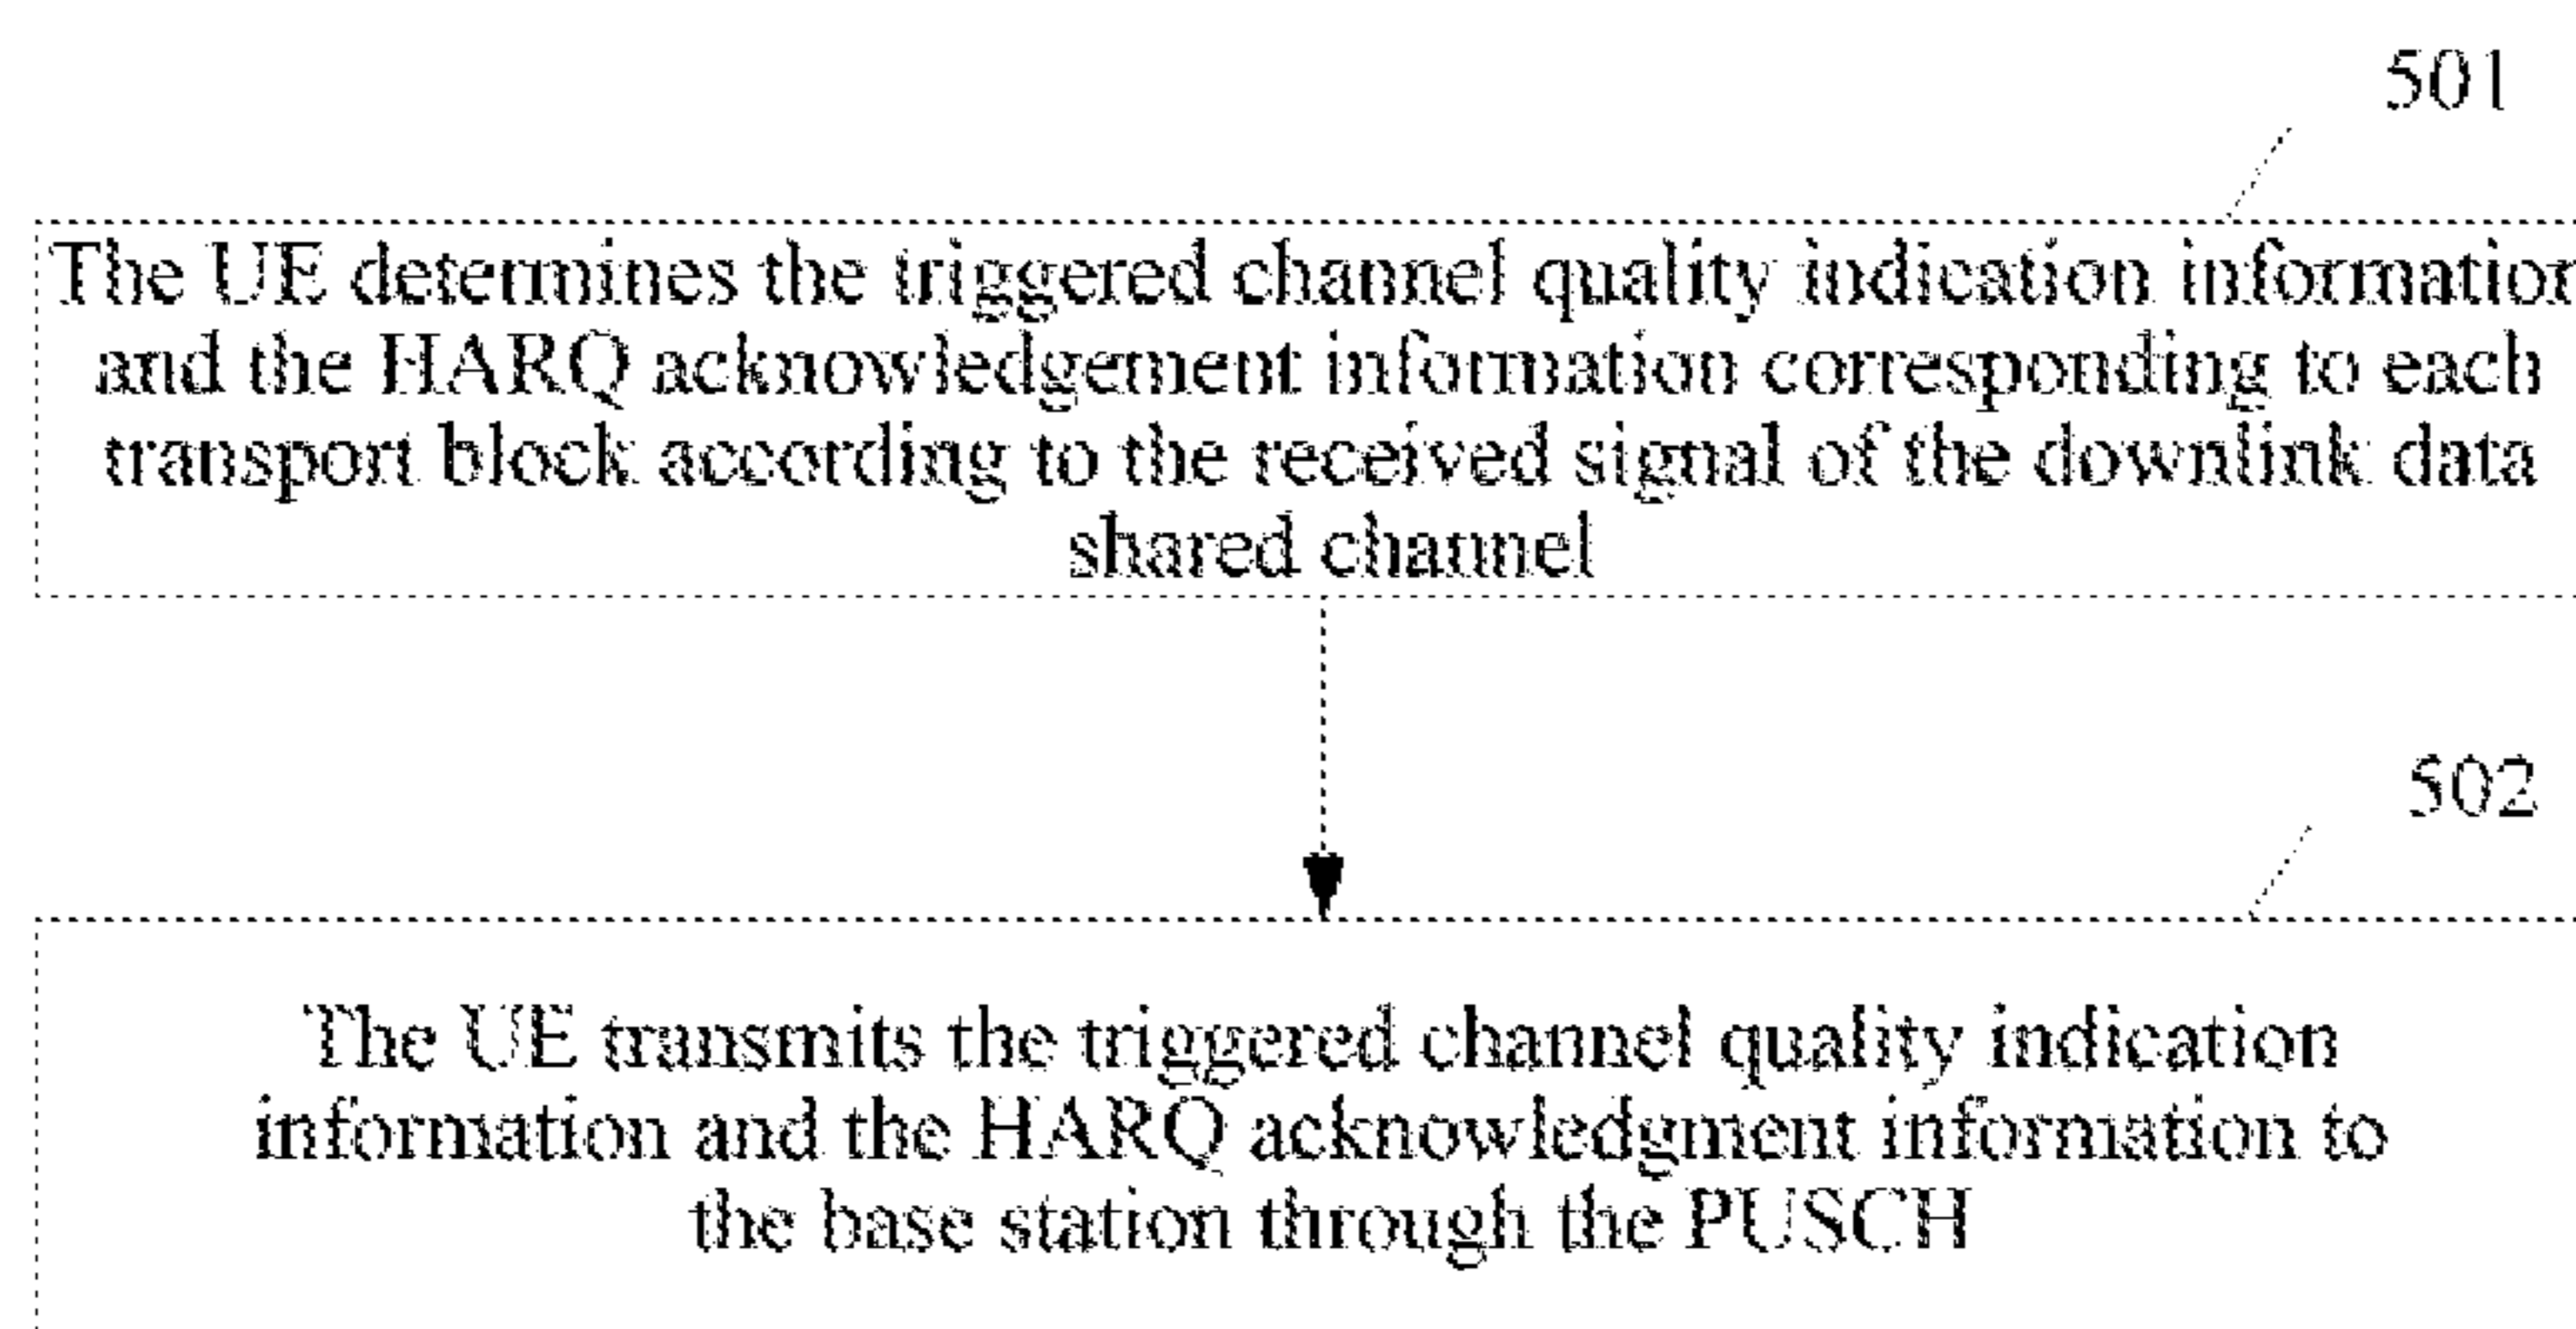 501
The UE determines the triggered channel quality indication information
and the HARQ acknowledgement information corresponding to each
transport block according to the received signal of the downlink data
shared channel
502
The UE transmits the triggered channel quality indication
information and the HARQ acknowledgment information to
the base station through the PUSCH